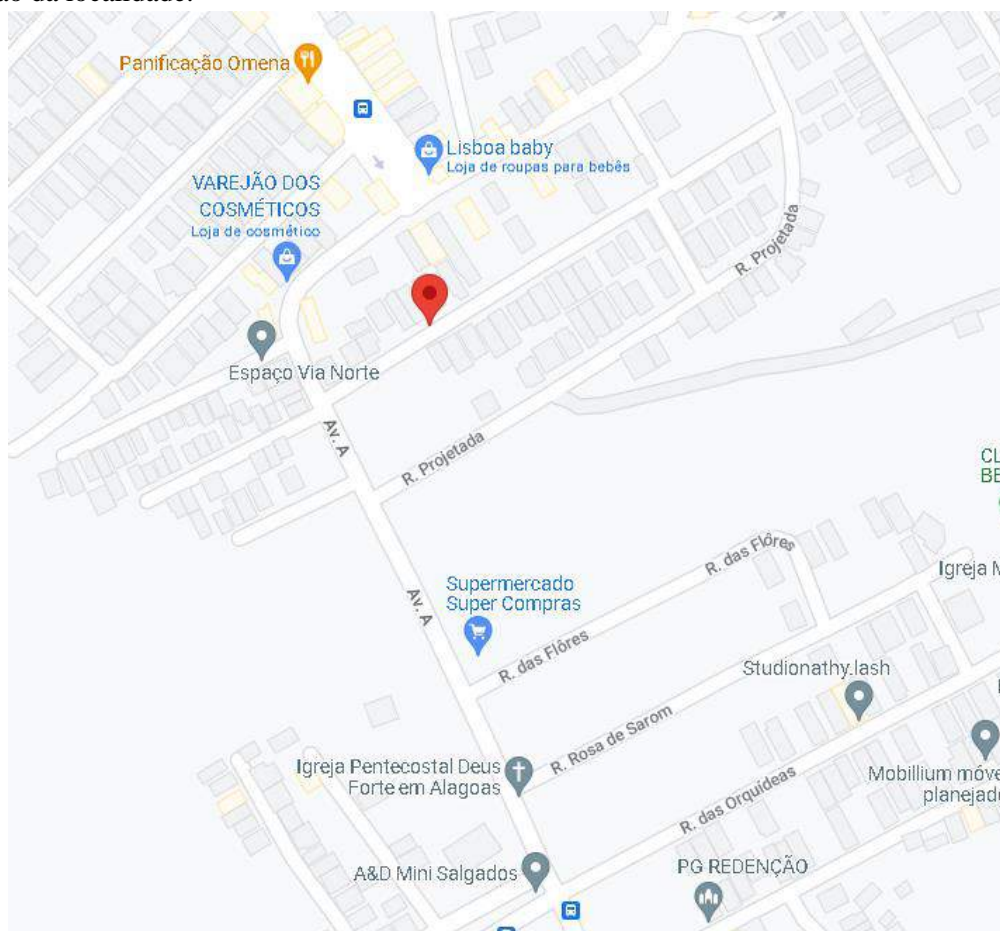 Panificação Omena
Lisboa baby
Loja de roupas para bebês
VAREJÃO DOS
COSMÉTICOS
Loja de cosmético
R. Projetada
R. Projetada
Espaço Via Norte
Av. A
R. Projetada
CL
BE
R. das Flôres
Igreja M
Supermercado
Super Compras
Av. A
R. das Flôres
Studionathy.lash
R. Rosa de Sarom
Igreja Pentecostal Deus
Forte em Alagoas
Mobillium móve
planejado
R. das Orquideas
A&D Mini Salgados
PG REDENÇÃO